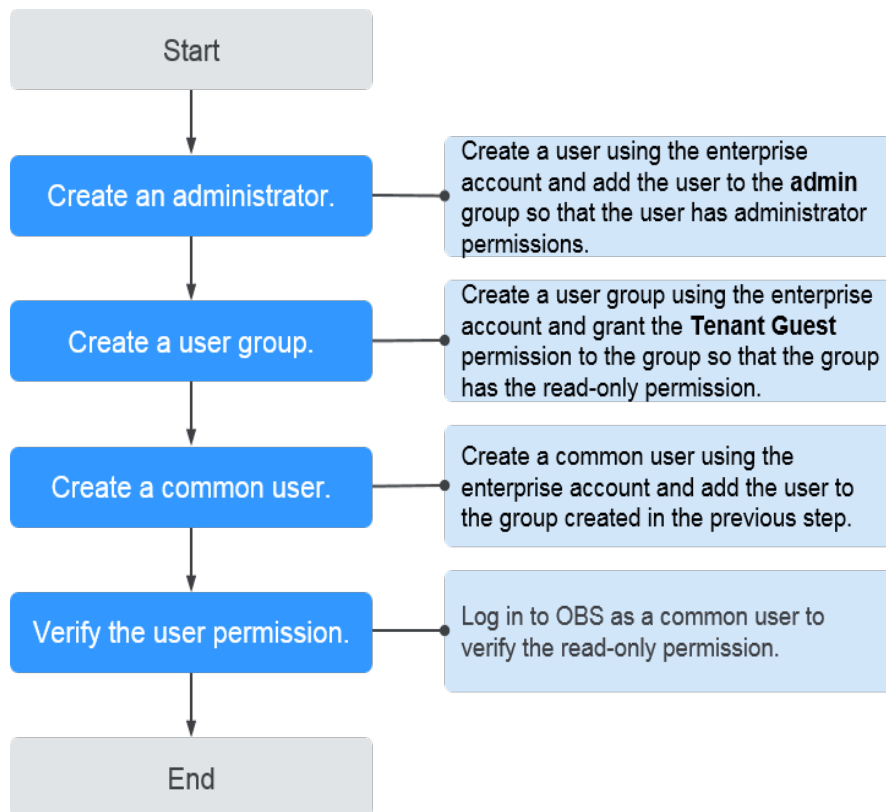 Start
Create an administrator.
Create a user using the enterprise
account and add the user to the admin
group so that the user has administrator
permissions.
Create a user group.
Create a user group using the enterprise
account and grant the Tenant Guest
permission to the group so that the group
has the read-only permission.
Create a common user.
Create a common user using the
enterprise account and add the user to
the group created in the previous step.
Verify the user permission.
Log in to OBS as a common user to
verify the read-only permission.
End